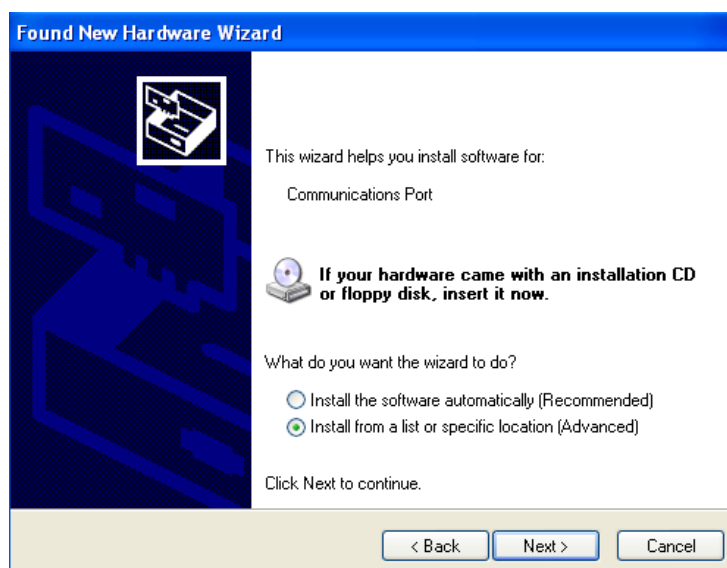 Found New Hardware Wizard
This wizard helps you install software for:
Communications Port
If your hardware came with an installation CD
or floppy disk, insert it now.
What do you want the wizard to do?
Install the software automatically (Recommended)
Install from a list or specific location (Advanced)
Click Next to continue.
< Back Next > Cancel